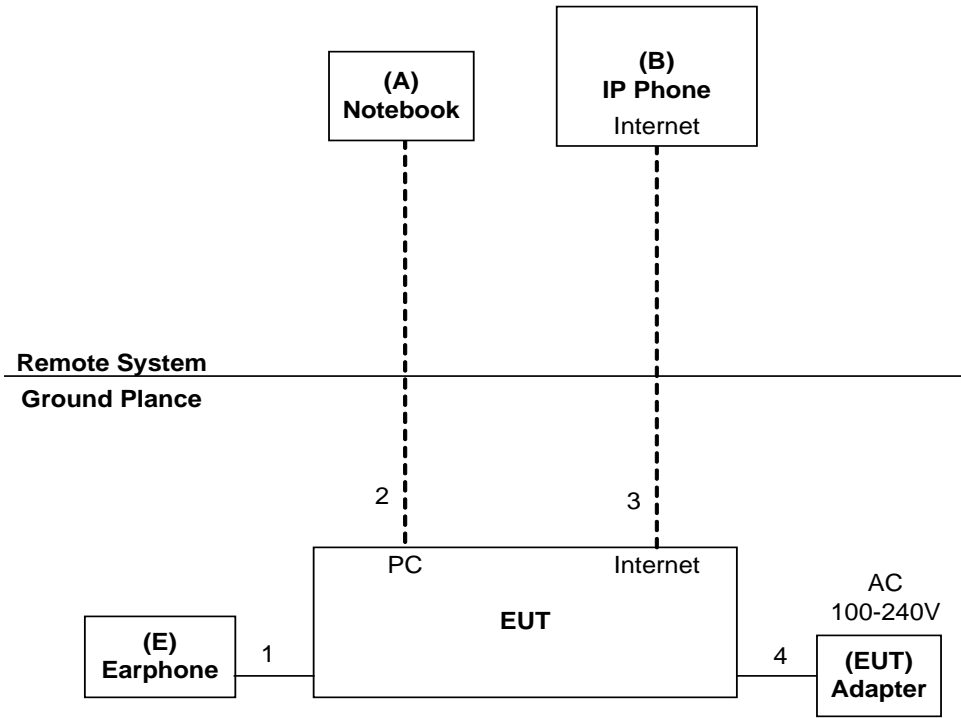 (A)
Notebook
(B)
IP Phone
Internet
Remote System
Ground Plance
2
3
PC
Internet
EUT
AC
100-240V
(E)
Earphone
1
4
(EUT)
Adapter